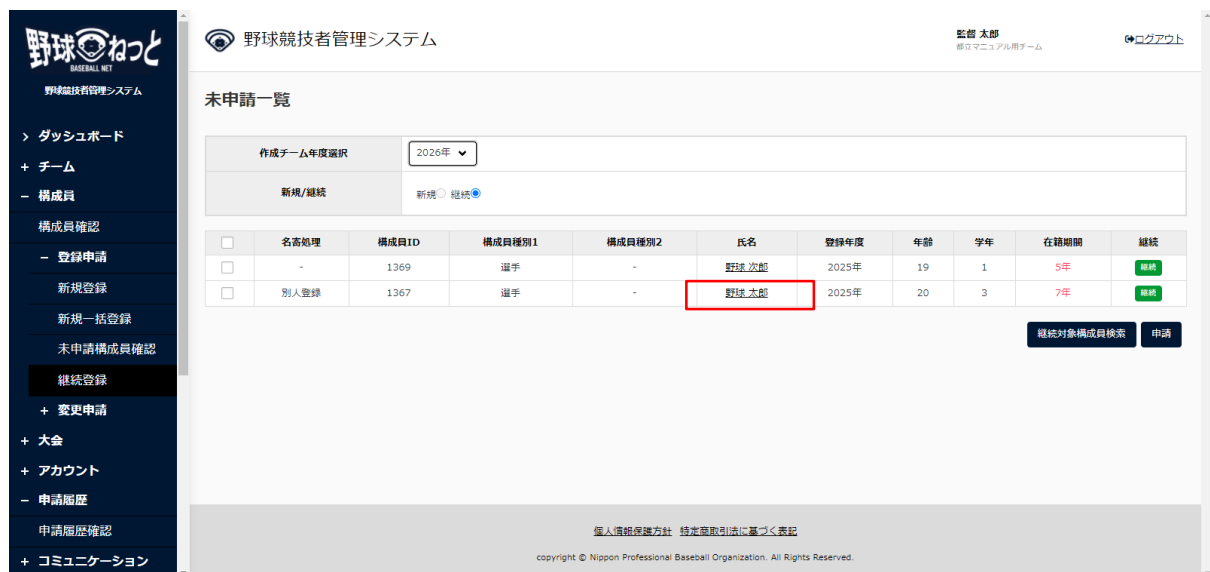 野球ねっと
BASEBALL NET
野球競技者管理システム
> ダッシュボード
+ チーム
− 構成員
構成員確認
− 登録申請
新規登録
新規一括登録
未申請構成員確認
継続登録
+ 変更申請
+ 大会
+ アカウント
− 申請履歴
申請履歴確認
+ コミュニケーション
野球競技者管理システム
監督 太郎
都立マニュアル用チーム
ログアウト
未申請一覧
作成チーム年度選択 2026年
新規/継続 新規 継続
名寄処理 構成員ID 構成員種別1 構成員種別2 氏名 登録年度 年齢 学年 在籍期間 継続
- 1369 選手 - 野球 次郎 2025年 19 1 5年 継続
別人登録 1367 選手 - 野球 太郎 2025年 20 3 7年 継続
継続対象構成員検索 申請
個人情報保護方針 特定商取引法に基づく表記
copyright © Nippon Professional Baseball Organization. All Rights Reserved.